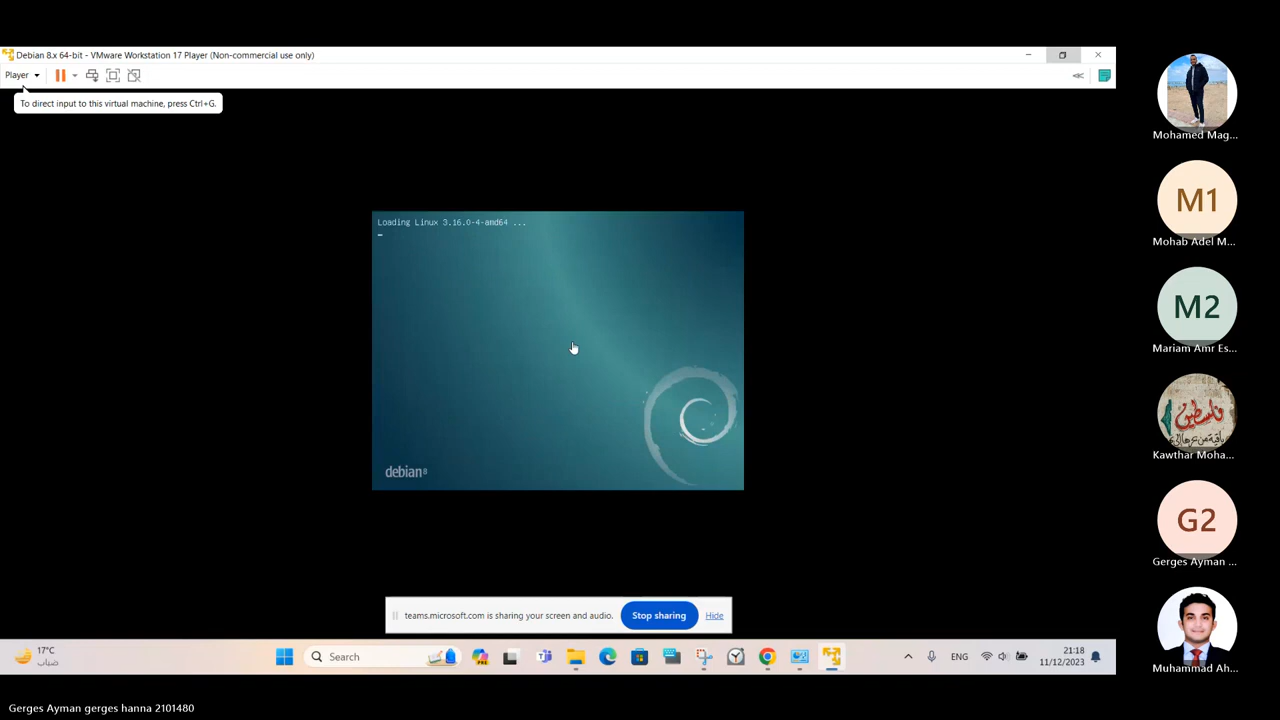 Debian 8.x 64-bit - VMware Workstation 17 Player (Non-commercial use only)
Player
To direct input to this virtual machine, press Ctrl+G.
Loading Linux 3.16.0-4-amd64 ...
debian8
teams.microsoft.com is sharing your screen and audio.
Stop sharing
Hide
17°C
ضباب
Search
ENG
21:18
11/12/2023
Mohamed Mag...
M1
Mohab Adel M...
M2
Mariam Amr Es...
فلسطين
Kawthar Moha...
G2
Gerges Ayman ...
Muhammad Ah...
Gerges Ayman gerges hanna 2101480